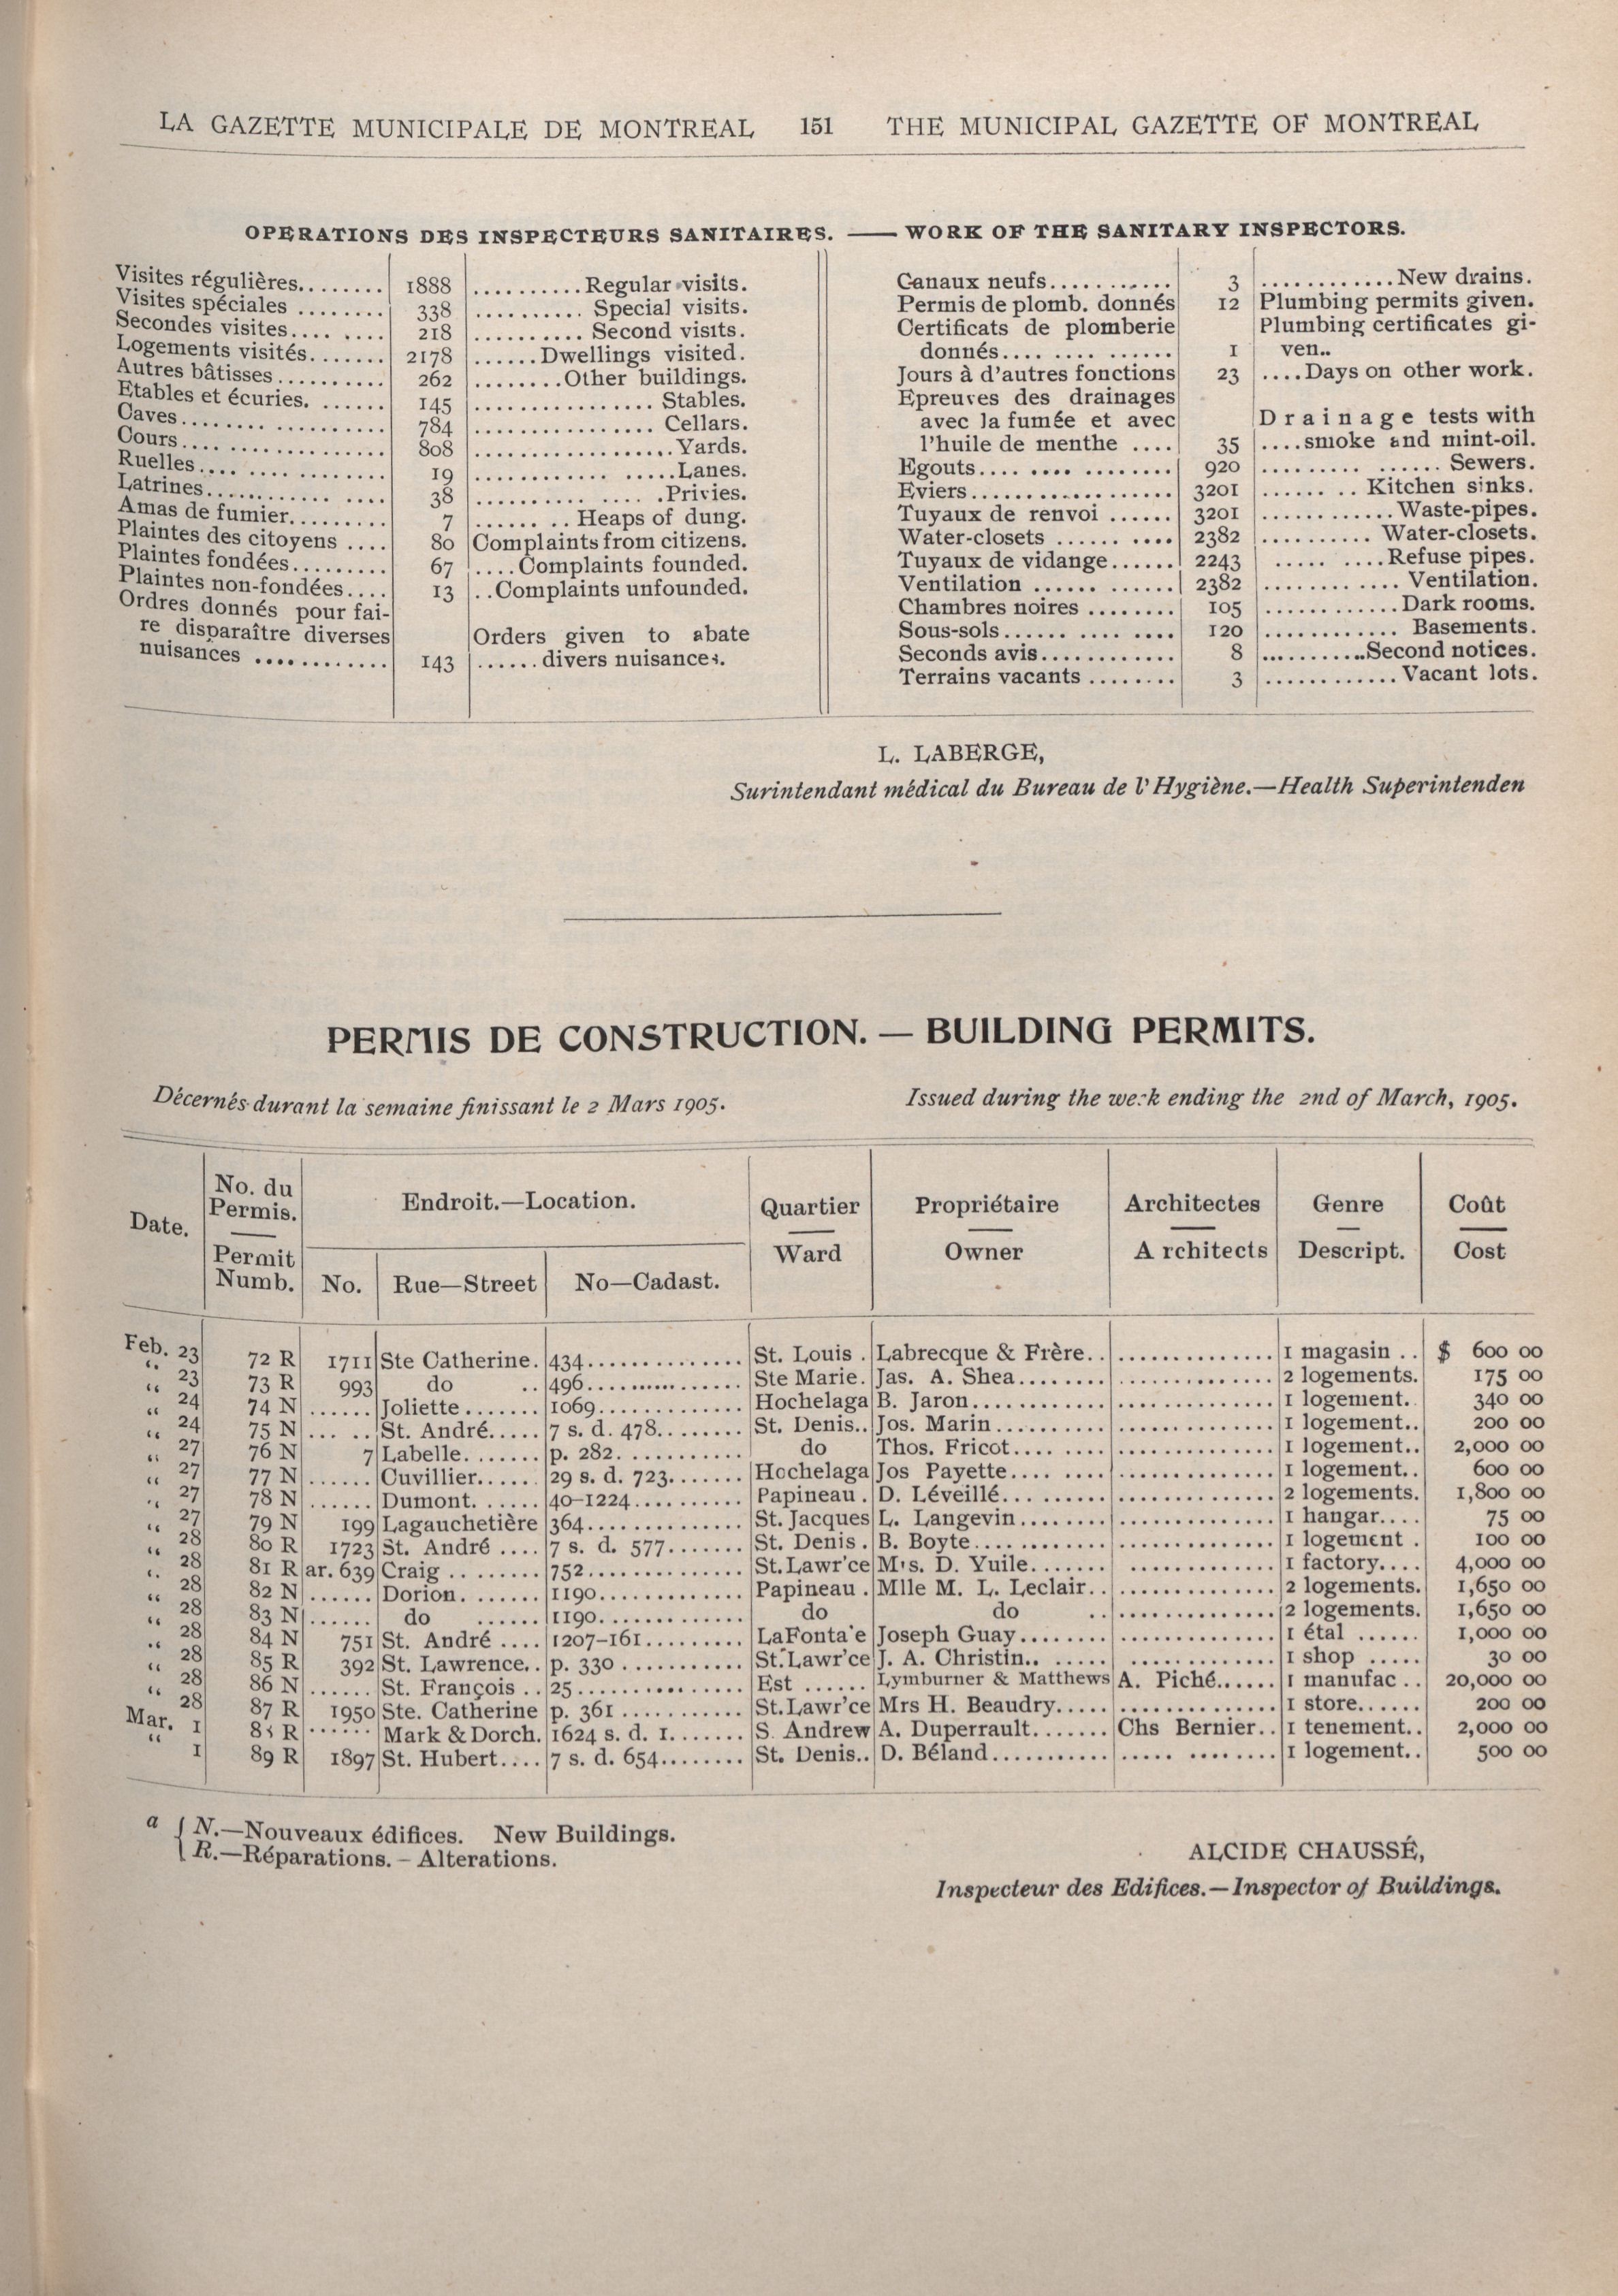 LA GAZETTE MUNICIPALE DE MONTREAL 151 THE MUNICIPAL GAZETTE OF MONTREAL
OPERATIONS DES INSPECTEURS SANITAIRES. — WORK OF THE SANITARY INSPECTORS.
Visites régulières........ 1888 ..........Regular visits.
Visites spéciales ........ 338 .......... Special visits.
Secondes visites.... .... 218 .......... Second visits.
Logements visités....... 2178 ......Dwellings visited.
Autres bâtisses.......... 262 ........Other buildings.
Etables et écuries. ...... 145 ................ Stables.
Caves........ .......... 784 ................ Cellars.
Cours.... .............. 808 ..................Yards.
Ruelles.... .... ........ 19 ............ .....Lanes.
Latrines........... .... 38 .......... .... .Privies.
Amas de fumier......... 7 ...... .. Heaps of dung.
Plaintes des citoyens .... 80 Complaints from citizens.
Plaintes fondées......... 67 ....Complaints founded.
Plaintes non-fondées.... 13 ..Complaints unfounded.
Ordres donnés pour fai-
re disparaître diverses Orders given to abate
nuisances ............ 143 ......divers nuisances.
Canaux neufs........... 3 ............New drains.
Permis de plomb. donnés 12 Plumbing permits given.
Certificats de plomberie Plumbing certificates gi-
donnés.... .... ...... 1 ven..
Jours à d'autres fonctions 23 ....Days on other work.
Epreuves des drainages
avec la fumée et avec Drainage tests with
l'huile de menthe .... 35 ....smoke and mint-oil.
Egouts.... .... ........ 920 ......... ...... Sewers.
Eviers.................. 3201 ...... .. Kitchen sinks.
Tuyaux de renvoi ...... 3201 ............Waste-pipes.
Water-closets ...... .... 2382 .......... Water-closets.
Tuyaux de vidange...... 2243 ..... ....Refuse pipes.
Ventilation ...... ...... 2382 ........ .... Ventilation.
Chambres noires ........ 105 ............Dark rooms.
Sous-sols...... .... .... 120 ............ Basements.
Seconds avis............ 8 ..........Second notices.
Terrains vacants ........ 3 ............Vacant lots.
L. LABERGE,
Surintendant médical du Bureau de l'Hygiène.—Health Superintenden
PERMIS DE CONSTRUCTION. — BUILDING PERMITS.
Décernés durant la semaine finissant le 2 Mars 1905. Issued during the week ending the 2nd of March, 1905.
Date. No. du Permis. Permit Numb. Endroit.—Location. No. Rue—Street No—Cadast. Quartier Ward Propriétaire Owner Architectes Architects Genre Descript. Coût Cost
Feb. 23 72 R 1711 Ste Catherine. 434.............. St. Louis . Labrecque & Frère.. .............. 1 magasin .. $ 600 00
“ 23 73 R 993 do .. 496.............. Ste Marie. Jas. A. Shea........ .............. 2 logements. 175 00
“ 24 74 N ...... Joliette....... 1069............. Hochelaga B. Jaron............ .............. 1 logement. 340 00
“ 24 75 N ... .. St. André..... 7 s. d. 478........ St. Denis.. Jos. Marin.......... .............. 1 logement.. 200 00
“ 27 76 N 7 Labelle. ...... p. 282. .......... do Thos. Fricot.... .... .............. 1 logement.. 2,000 00
“ 27 77 N ...... Cuvillier...... 29 s. d. 723....... Hochelaga Jos Payette.... .... .............. 1 logement.. 600 00
“ 27 78 N ...... Dumont. ...... 40-1224.......... Papineau . D. Léveillé.. ........ .............. 2 logements. 1,800 00
“ 27 79 N 199 Lagauchetière 364.............. St. Jacques L. Langevin........ .............. 1 hangar.... 75 00
“ 28 80 R 1723 St. André .... 7 s. d. 577....... St. Denis . B. Boyte............ .............. 1 logement . 100 00
“ 28 81 R ar. 639 Craig .. ...... 752.............. St. Lawr'ce Mrs. D. Yuile....... ............. 1 factory.... 4,000 00
“ 28 82 N ...... Dorion. ....... 1190............. Papineau . Mlle M. L. Leclair.. .............. 2 logements. 1,650 00
“ 28 83 N ...... do ...... 1190............. do do .. .............. 2 logements. 1,650 00
“ 28 84 N 751 St. André .... 1207-161......... LaFonta'e Joseph Guay........ .............. 1 étal ...... 1,000 00
“ 28 85 R 392 St. Lawrence.. p. 330 ........... St. Lawr'ce J. A. Christin.. ..... ............. 1 shop ..... 30 00
“ 28 86 N ...... St. François .. 25............... Est ...... Lymburner & Matthews A. Piché...... 1 manufac .. 20,000 00
“ 28 87 R 1950 Ste. Catherine p. 361 ........... St. Lawr'ce Mrs H. Beaudry..... .............. 1 store...... 200 00
Mar. 1 R ...... Mark & Dorch. 1624 s. d. 1....... S. Andrew A. Duperrault....... Chs Bernier.. 1 tenement.. 2,000 00
“ 1 89 R 1897 St. Hubert.... 7 s. d. 654........ St. Denis.. D. Béland........... ..... ........ 1 logement.. 500 00
a { N.—Nouveaux édifices. New Buildings.
R.—Réparations. — Alterations.
ALCIDE CHAUSSÉ,
Inspecteur des Edifices.—Inspector of Buildings.